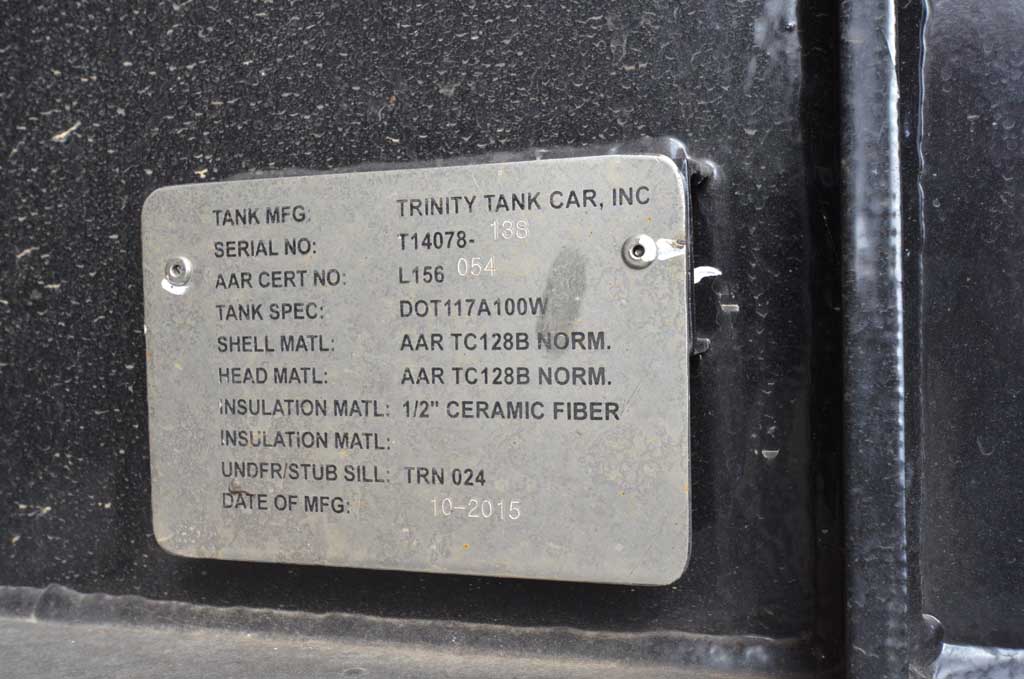 TANK MFG: TRINITY TANK CAR, INC
SERIAL NO: T14078- 138
AAR CERT NO: L156 054
TANK SPEC: DOT117A100W
SHELL MATL: AAR TC128B NORM.
HEAD MATL: AAR TC128B NORM.
INSULATION MATL: 1/2" CERAMIC FIBER
INSULATION MATL:
UNDFR/STUB SILL: TRN 024
DATE OF MFG: 10-2015